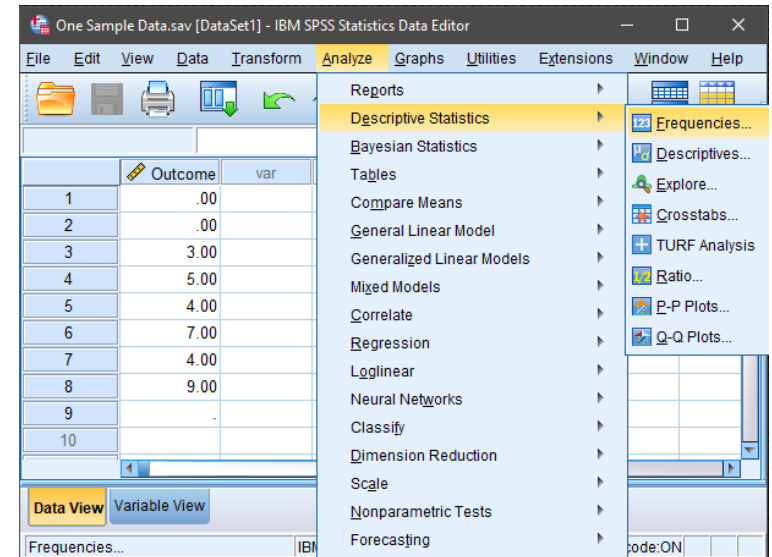 One Sample Data.sav [DataSet1] - IBM SPSS Statistics Data Editor
File Edit View Data Transform Analyze Graphs Utilities Extensions Window Help
Reports
Descriptive Statistics
Bayesian Statistics
Tables
Compare Means
General Linear Model
Generalized Linear Models
Mixed Models
Correlate
Regression
Loglinear
Neural Networks
Classify
Dimension Reduction
Scale
Nonparametric Tests
Forecasting
123 Frequencies...
Descriptives...
Explore...
Crosstabs...
TURF Analysis
1/2 Ratio...
P-P Plots...
Q-Q Plots...
Outcome var
1 .00
2 .00
3 3.00
4 5.00
5 4.00
6 7.00
7 4.00
8 9.00
9 .
10
Data View Variable View
Frequencies... code:ON